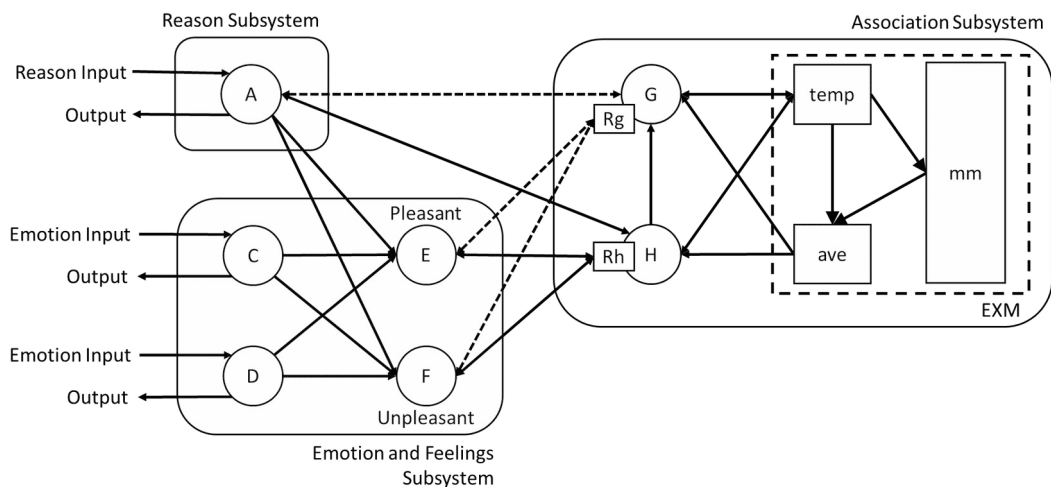 Reason Subsystem
Association Subsystem
Reason Input
A
Output
G
Rg
temp
mm
Pleasant
Emotion Input
C
E
Output
Rh
H
ave
EXM
Emotion Input
D
F
Output
Unpleasant
Emotion and Feelings
Subsystem